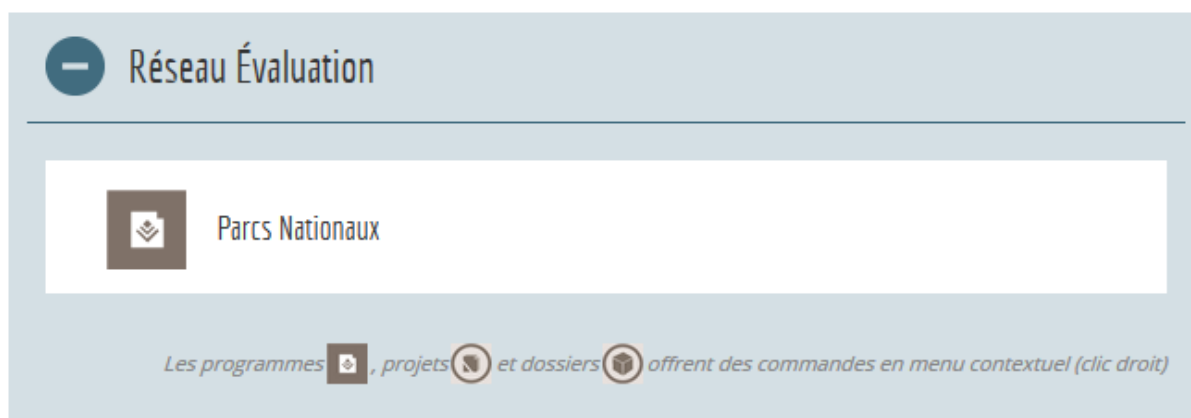 Réseau Évaluation
Parcs Nationaux
Les programmes , projets et dossiers offrent des commandes en menu contextuel (clic droit)